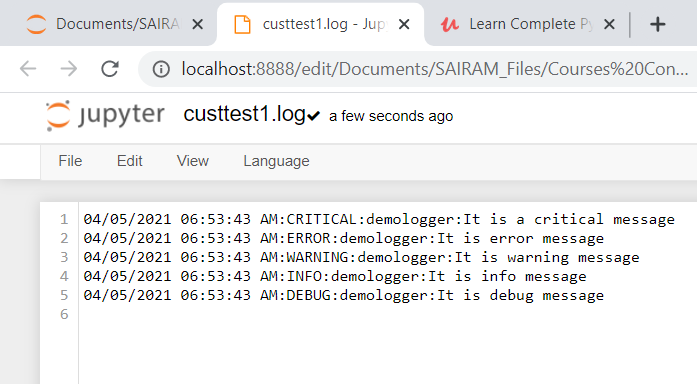 Documents/SAIRA
custtest1.log - Jup
Learn Complete Py
localhost:8888/edit/Documents/SAIRAM_Files/Courses%20Con...
jupyter custtest1.log a few seconds ago
File Edit View Language
1 04/05/2021 06:53:43 AM:CRITICAL:demologger:It is a critical message
2 04/05/2021 06:53:43 AM:ERROR:demologger:It is error message
3 04/05/2021 06:53:43 AM:WARNING:demologger:It is warning message
4 04/05/2021 06:53:43 AM:INFO:demologger:It is info message
5 04/05/2021 06:53:43 AM:DEBUG:demologger:It is debug message
6